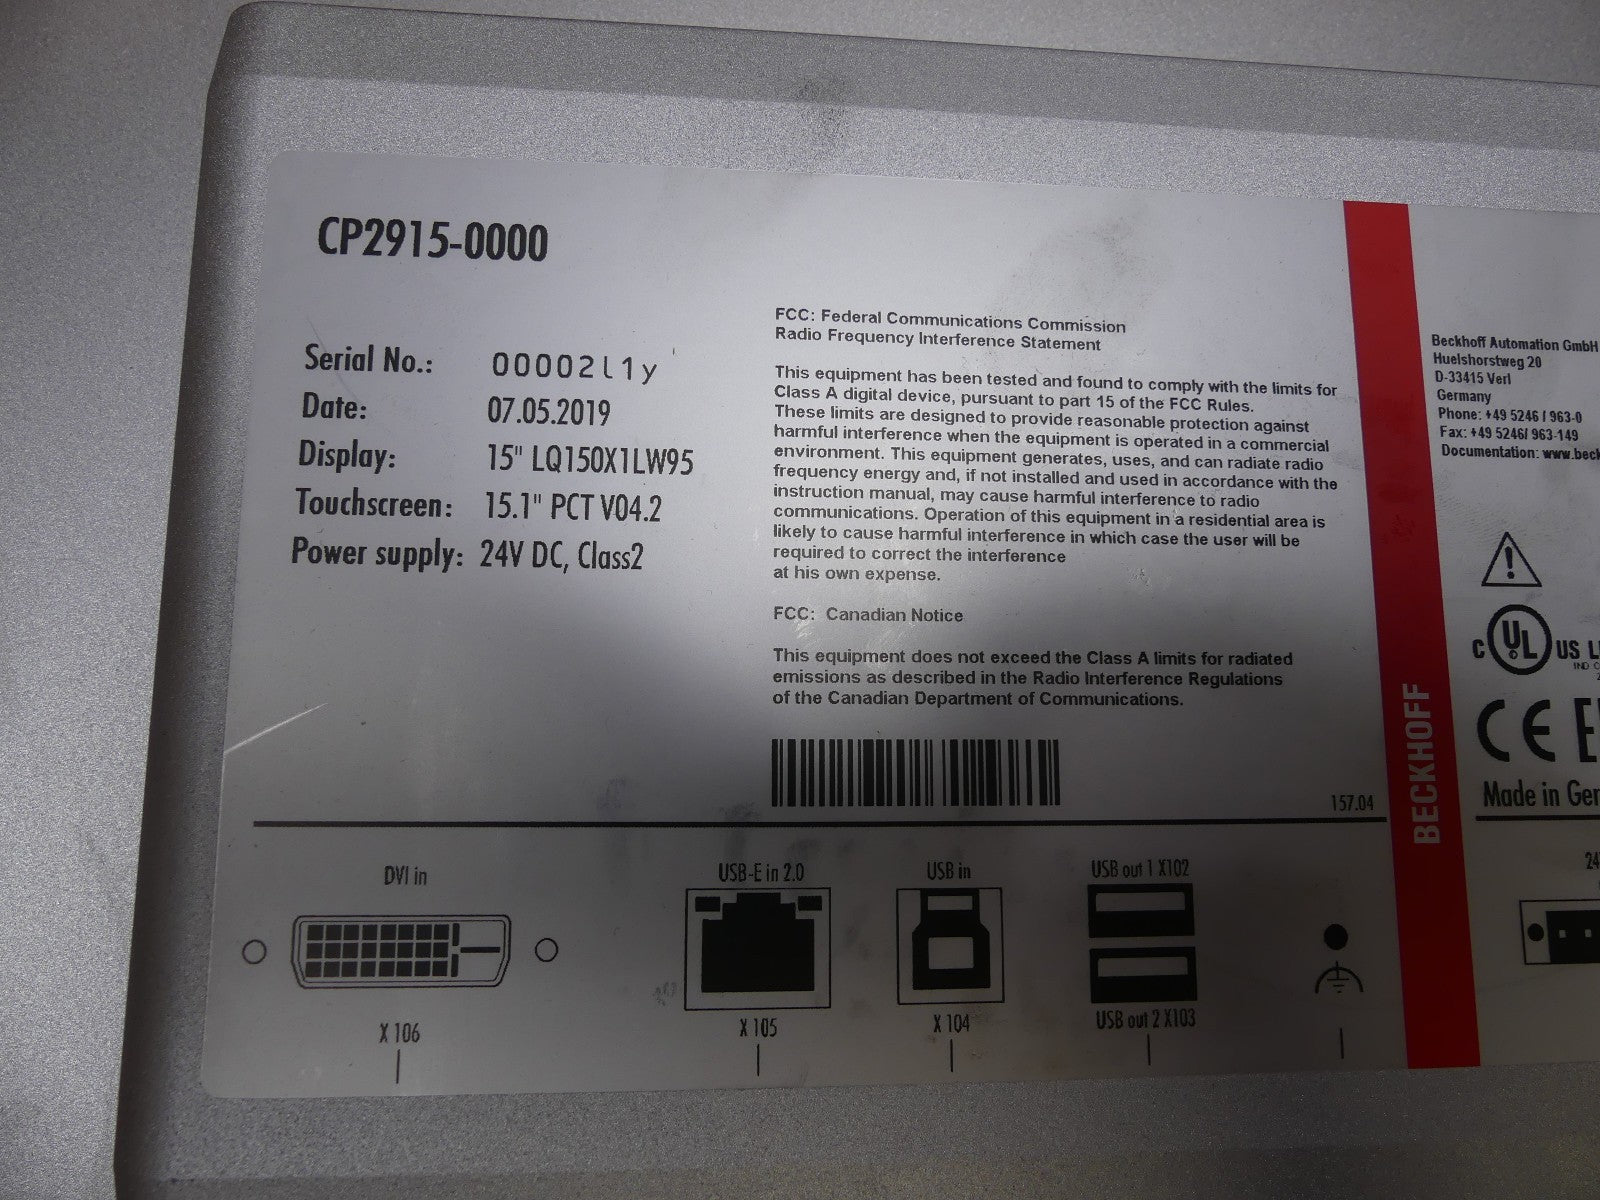 CP2915-0000
Serial No.: 00002l1y
Date: 07.05.2019
Display: 15" LQ150X1LW95
Touchscreen: 15.1" PCT V04.2
Power supply: 24V DC, Class2
FCC: Federal Communications Commission
Radio Frequency Interference Statement
This equipment has been tested and found to comply with the limits for
Class A digital device, pursuant to part 15 of the FCC Rules.
These limits are designed to provide reasonable protection against
harmful interference when the equipment is operated in a commercial
environment. This equipment generates, uses, and can radiate radio
frequency energy and, if not installed and used in accordance with the
instruction manual, may cause harmful interference to radio
communications. Operation of this equipment in a residential area is
likely to cause harmful interference in which case the user will be
required to correct the interference
at his own expense.
FCC: Canadian Notice
This equipment does not exceed the Class A limits for radiated
emissions as described in the Radio Interference Regulations
of the Canadian Department of Communications.
157.04
BECKHOFF
Beckhoff Automation GmbH
Huelshorstweg 20
D-33415 Verl
Germany
Phone: +49 5246 / 963-0
Fax: +49 5246/ 963-149
Documentation: www.beck
C UL US
CE
Made in Ger
DVI in
USB-E in 2.0
USB in
USB out 1 X102
24
X 106
X 105
X 104
USB out 2 X103